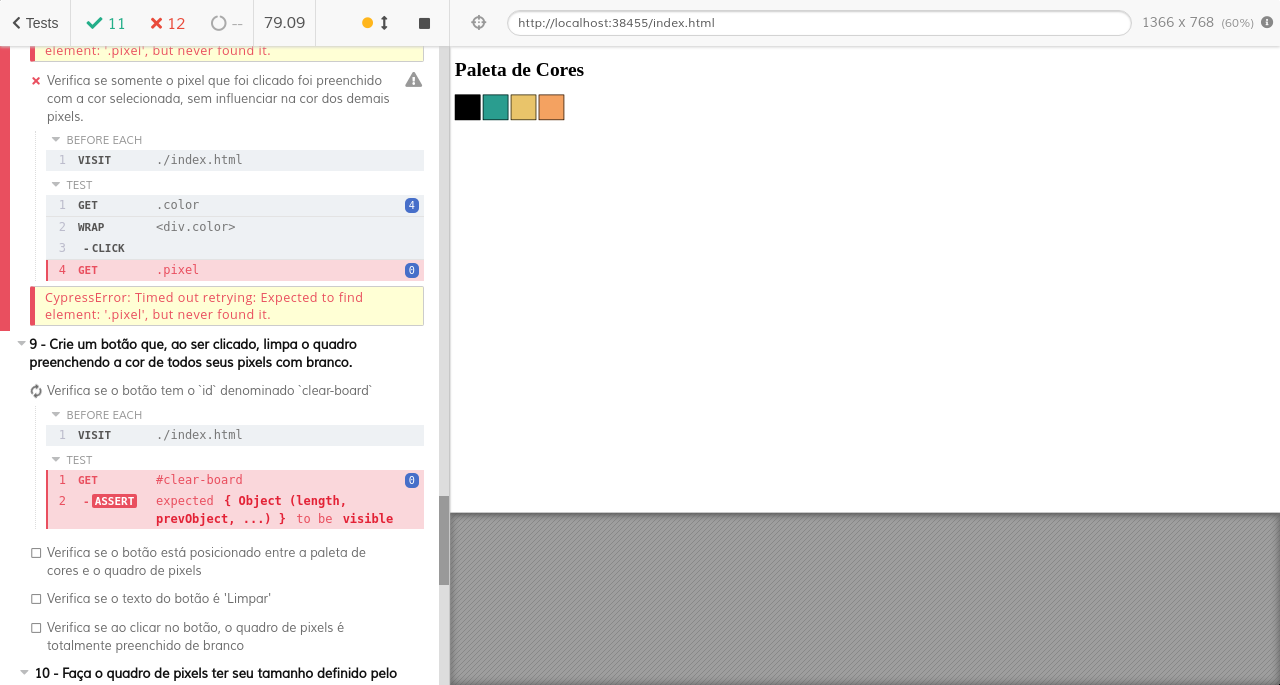 Tests
11
12
--
79.09
http://localhost:38455/index.html
1366 x 768 (60%)
element: '.pixel', but never found it.
Verifica se somente o pixel que foi clicado foi preenchido
com a cor selecionada, sem influenciar na cor dos demais
pixels.
BEFORE EACH
1 VISIT ./index.html
TEST
1 GET .color 4
2 WRAP <div.color>
3 -CLICK
4 GET .pixel 0
CypressError: Timed out retrying: Expected to find
element: '.pixel', but never found it.
9 - Crie um botão que, ao ser clicado, limpa o quadro
preenchendo a cor de todos seus pixels com branco.
Verifica se o botão tem o `id` denominado `clear-board`
BEFORE EACH
1 VISIT ./index.html
TEST
1 GET #clear-board 0
2 -ASSERT expected { Object (length,
prevObject, ...) } to be visible
Verifica se o botão está posicionado entre a paleta de
cores e o quadro de pixels
Verifica se o texto do botão é 'Limpar'
Verifica se ao clicar no botão, o quadro de pixels é
totalmente preenchido de branco
10 - Faça o quadro de pixels ter seu tamanho definido pelo
Paleta de Cores